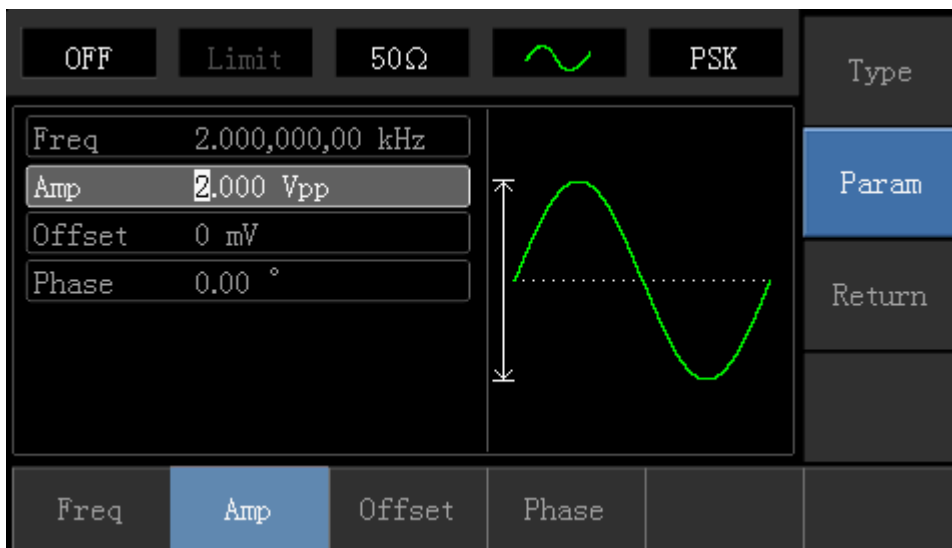 OFF Limit 50Ω PSK
Type
Freq 2.000,000,00 kHz
Amp 2.000 Vpp
Offset 0 mV
Phase 0.00 °
Param
Return
Freq Amp Offset Phase